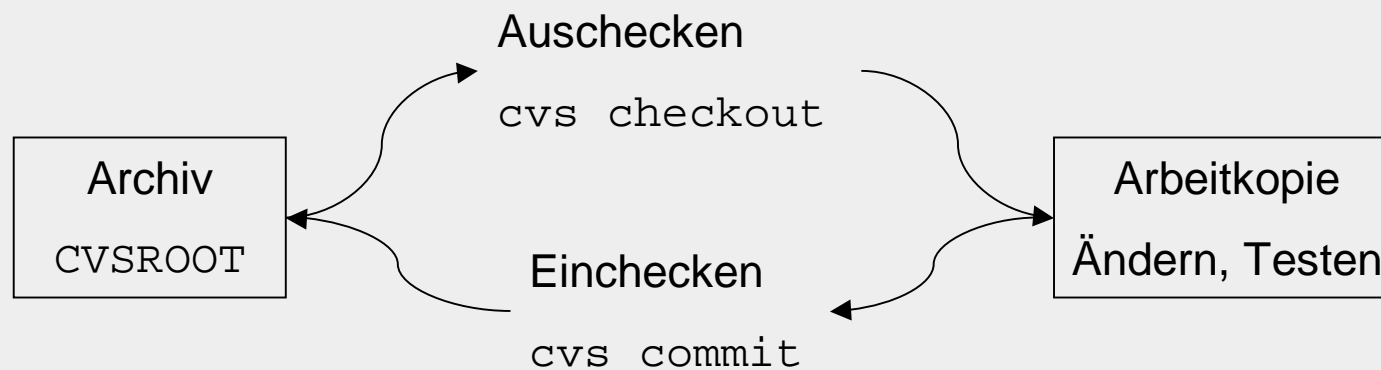 Auschecken
cvs checkout
Archiv
CVSROOT
Arbeitkopie
Ändern, Testen
Einchecken
cvs commit